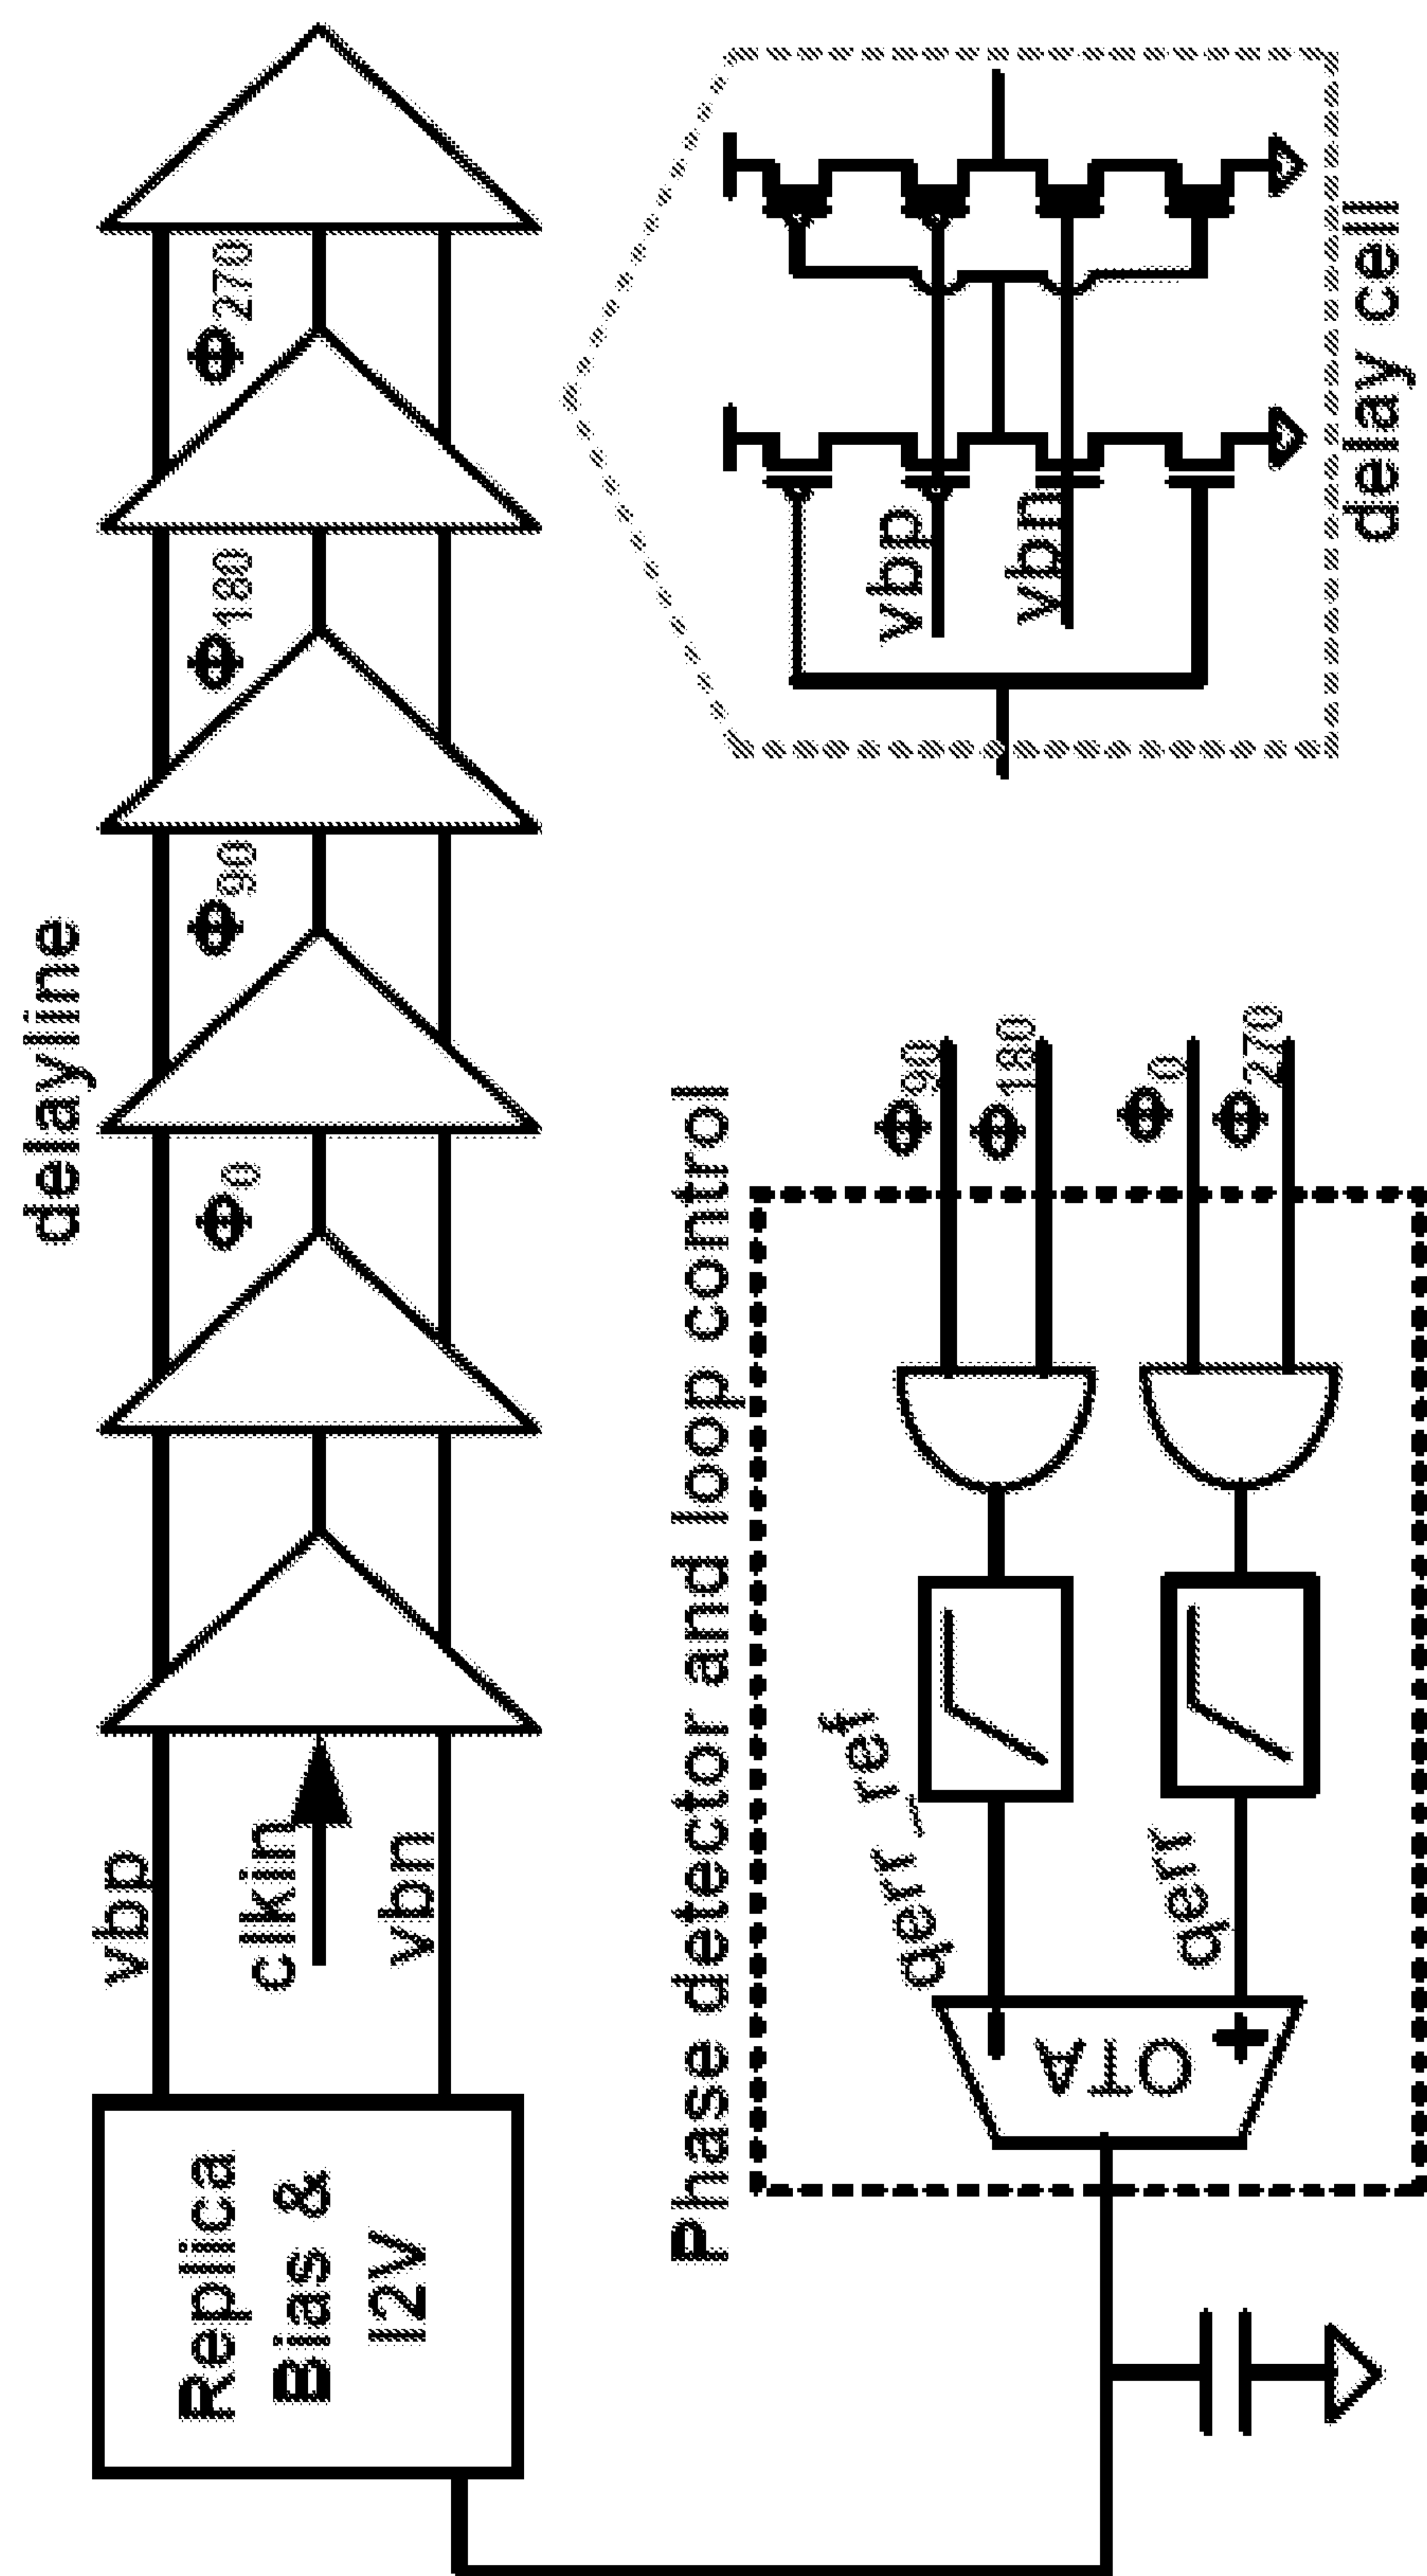 delayline
Replica
Bias &
I2V
vbp
clkin
vbn
Φ0
Φ90
Φ180
Φ270
Phase detector and loop control
OTA
-
+
qerr_ref
qerr
Φ90
Φ180
Φ0
Φ270
vbp
vbn
delay cell